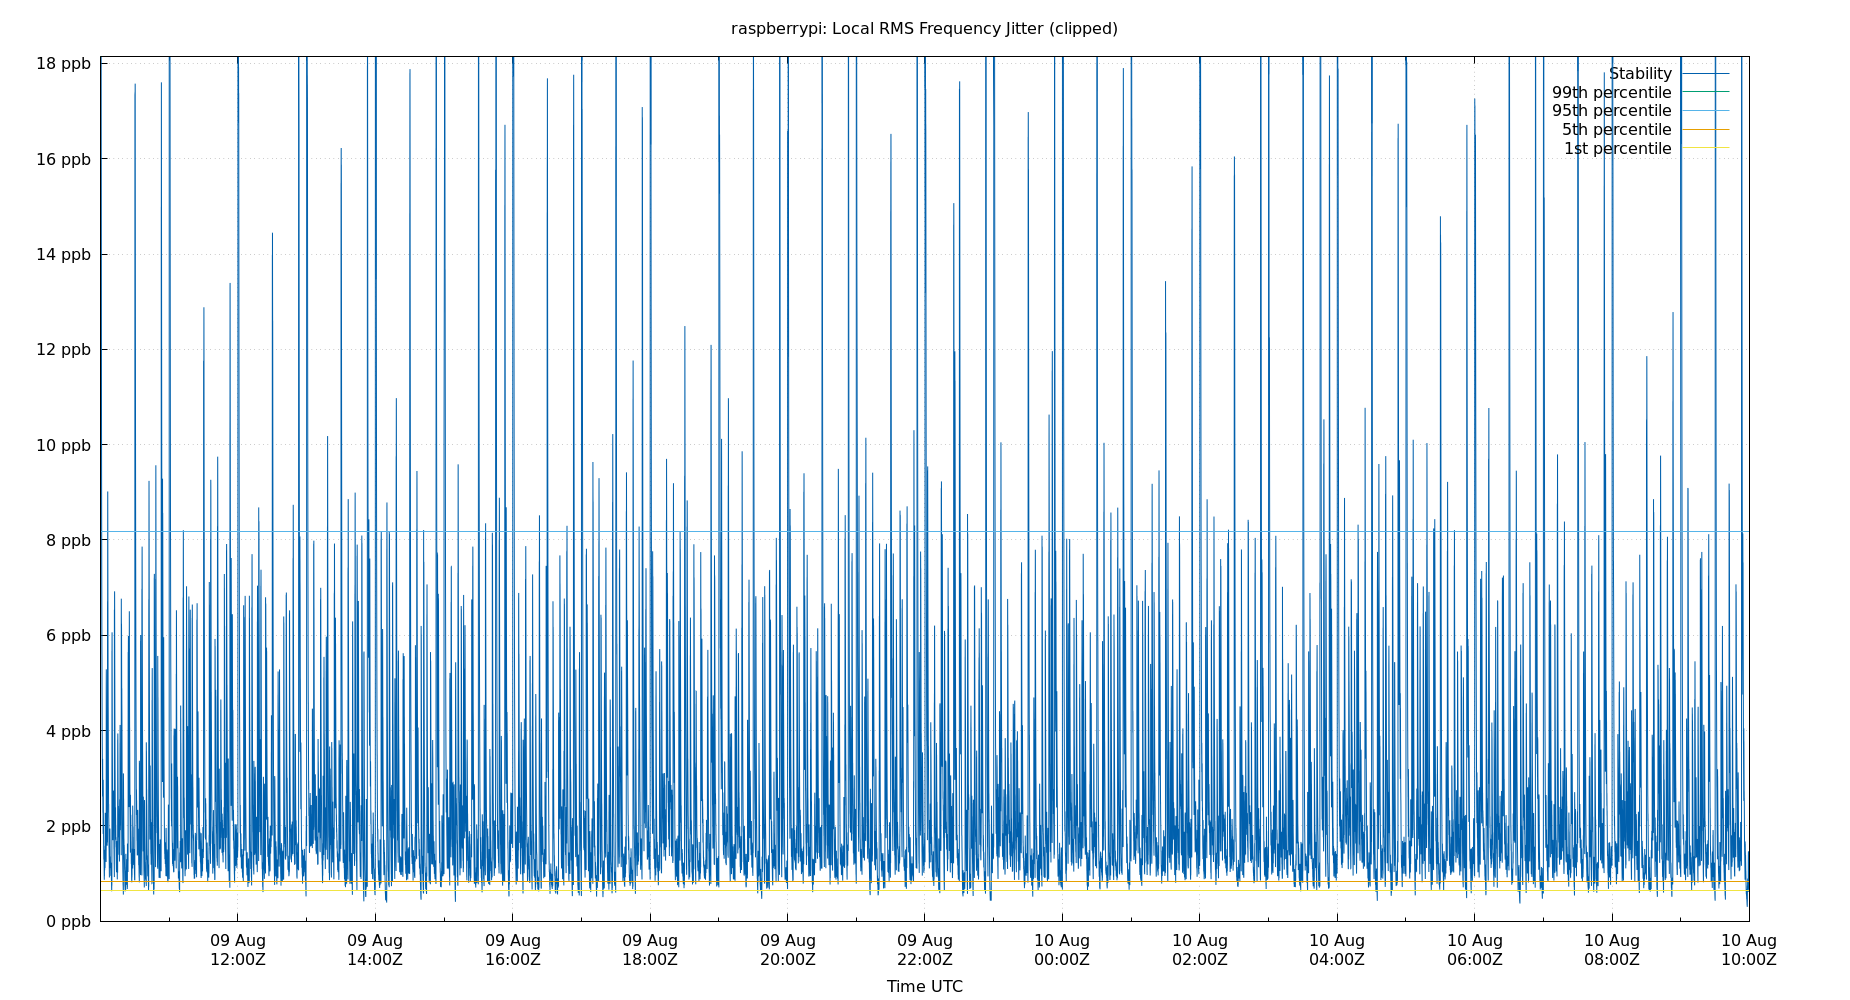 raspberrypi: Local RMS Frequency Jitter (clipped)
18 ppb
16 ppb
14 ppb
12 ppb
10 ppb
8 ppb
6 ppb
4 ppb
2 ppb
0 ppb
Stability
99th percentile
95th percentile
5th percentile
1st percentile
09 Aug 09 Aug 09 Aug 09 Aug 09 Aug 09 Aug 10 Aug 10 Aug 10 Aug 10 Aug 10 Aug 10 Aug
12:00Z 14:00Z 16:00Z 18:00Z 20:00Z 22:00Z 00:00Z 02:00Z 04:00Z 06:00Z 08:00Z 10:00Z
Time UTC